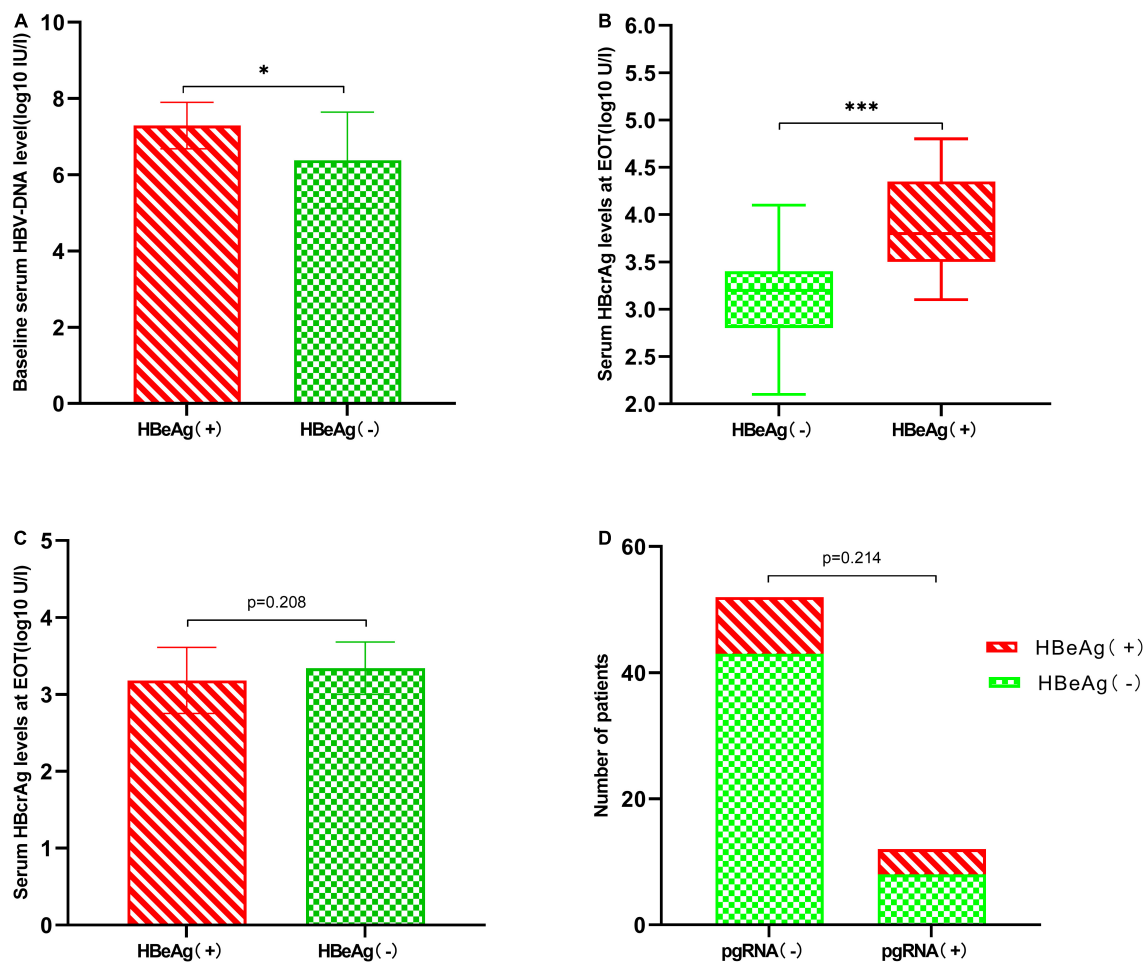 A
Baseline serum HBV-DNA level(log10 IU/l)
10
8
6
4
2
0
*
HBeAg( +)
HBeAg( -)
B
Serum HBcrAg levels at EOT(log10 U/l)
6.0
5.5
5.0
4.5
4.0
3.5
3.0
2.5
2.0
***
HBeAg( -)
HBeAg( +)
C
Serum HBcrAg levels at EOT(log10 U/l)
5
4
3
2
1
0
p=0.208
HBeAg( +)
HBeAg( -)
D
Number of patients
60
40
20
0
p=0.214
pgRNA( -)
pgRNA( +)
HBeAg( +)
HBeAg( -)